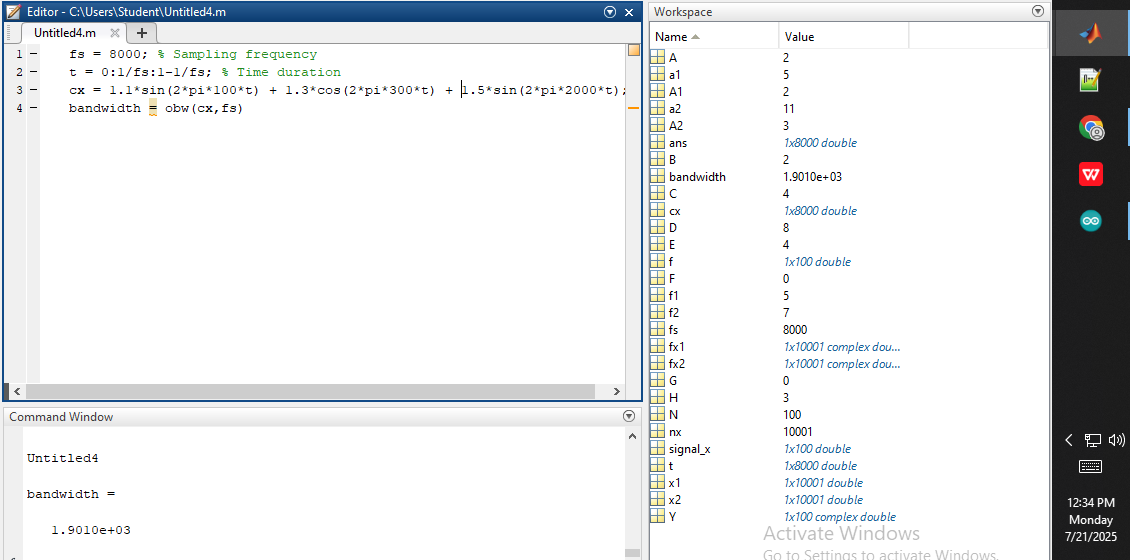 Editor - C:\Users\Student\Untitled4.m
Untitled4.m
1 - fs = 8000; % Sampling frequency
2 - t = 0:1/fs:1-1/fs; % Time duration
3 - cx = 1.1*sin(2*pi*100*t) + 1.3*cos(2*pi*300*t) + 1.5*sin(2*pi*2000*t);
4 - bandwidth = obw(cx,fs)
Command Window
Untitled4
bandwidth =
1.9010e+03
Workspace
Name Value
A 2
a1 5
A1 2
a2 11
A2 3
ans 1x8000 double
B 2
bandwidth 1.9010e+03
C 4
cx 1x8000 double
D 8
E 4
f 1x100 double
F 0
f1 5
f2 7
fs 8000
fx1 1x10001 complex dou...
fx2 1x10001 complex dou...
G 0
H 3
N 100
nx 10001
signal_x 1x100 double
t 1x8000 double
x1 1x10001 double
x2 1x10001 double
Y 1x100 complex double
Activate Windows
Go to Settings to activate Windows.
12:34 PM
Monday
7/21/2025